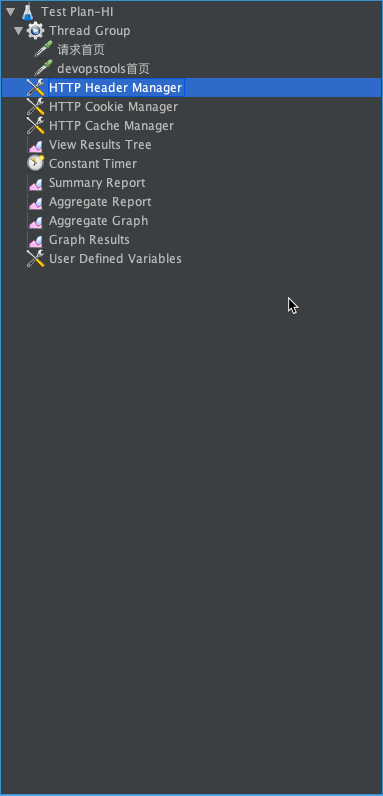 Test Plan-HI
Thread Group
请求首页
devopstools首页
HTTP Header Manager
HTTP Cookie Manager
HTTP Cache Manager
View Results Tree
Constant Timer
Summary Report
Aggregate Report
Aggregate Graph
Graph Results
User Defined Variables